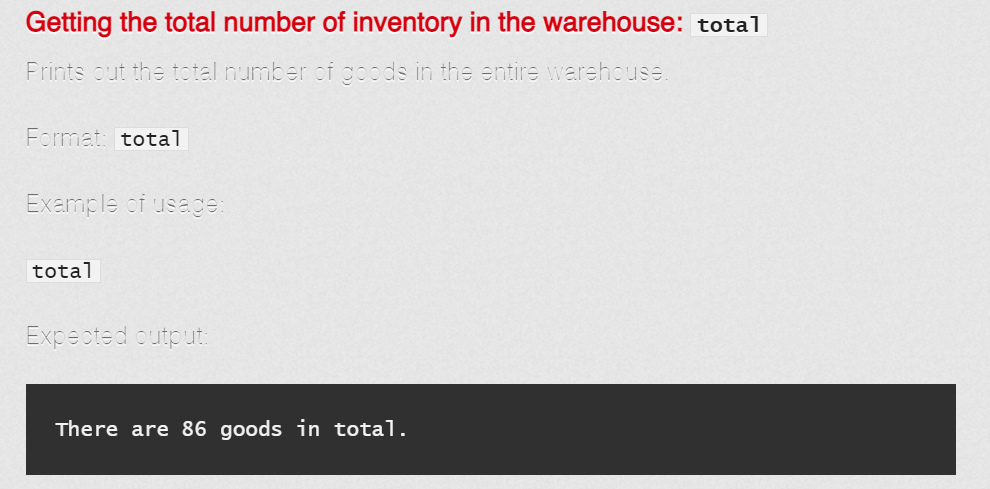 Getting the total number of inventory in the warehouse: total
Prints out the total number of goods in the entire warehouse.
Format: total
Example of usage:
total
Expected output:
There are 86 goods in total.